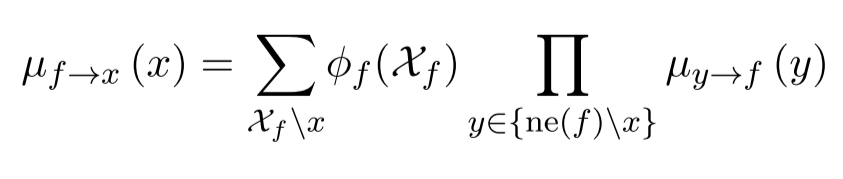 μ_{f→x} (x) = ∑_{𝒳_f\x} ϕ_f(𝒳_f) ∏_{y∈{ne(f)\x}} μ_{y→f} (y)